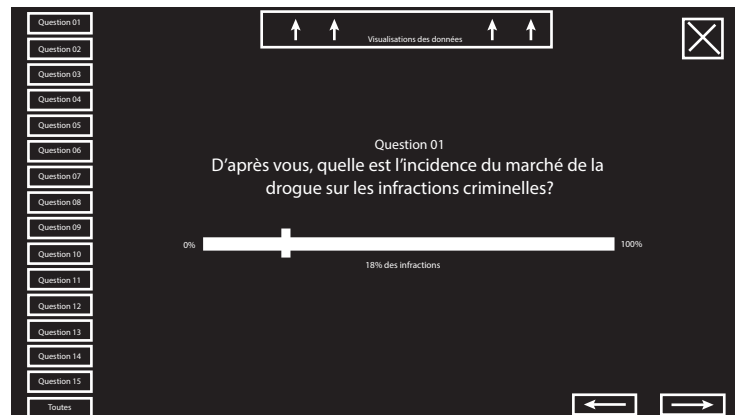 Question 01
Question 02
Question 03
Question 04
Question 05
Question 06
Question 07
Question 08
Question 09
Question 10
Question 11
Question 12
Question 13
Question 14
Question 15
Toutes
Visualisations des données
Question 01
D'après vous, quelle est l'incidence du marché de la
drogue sur les infractions criminelles?
0%
100%
18% des infractions